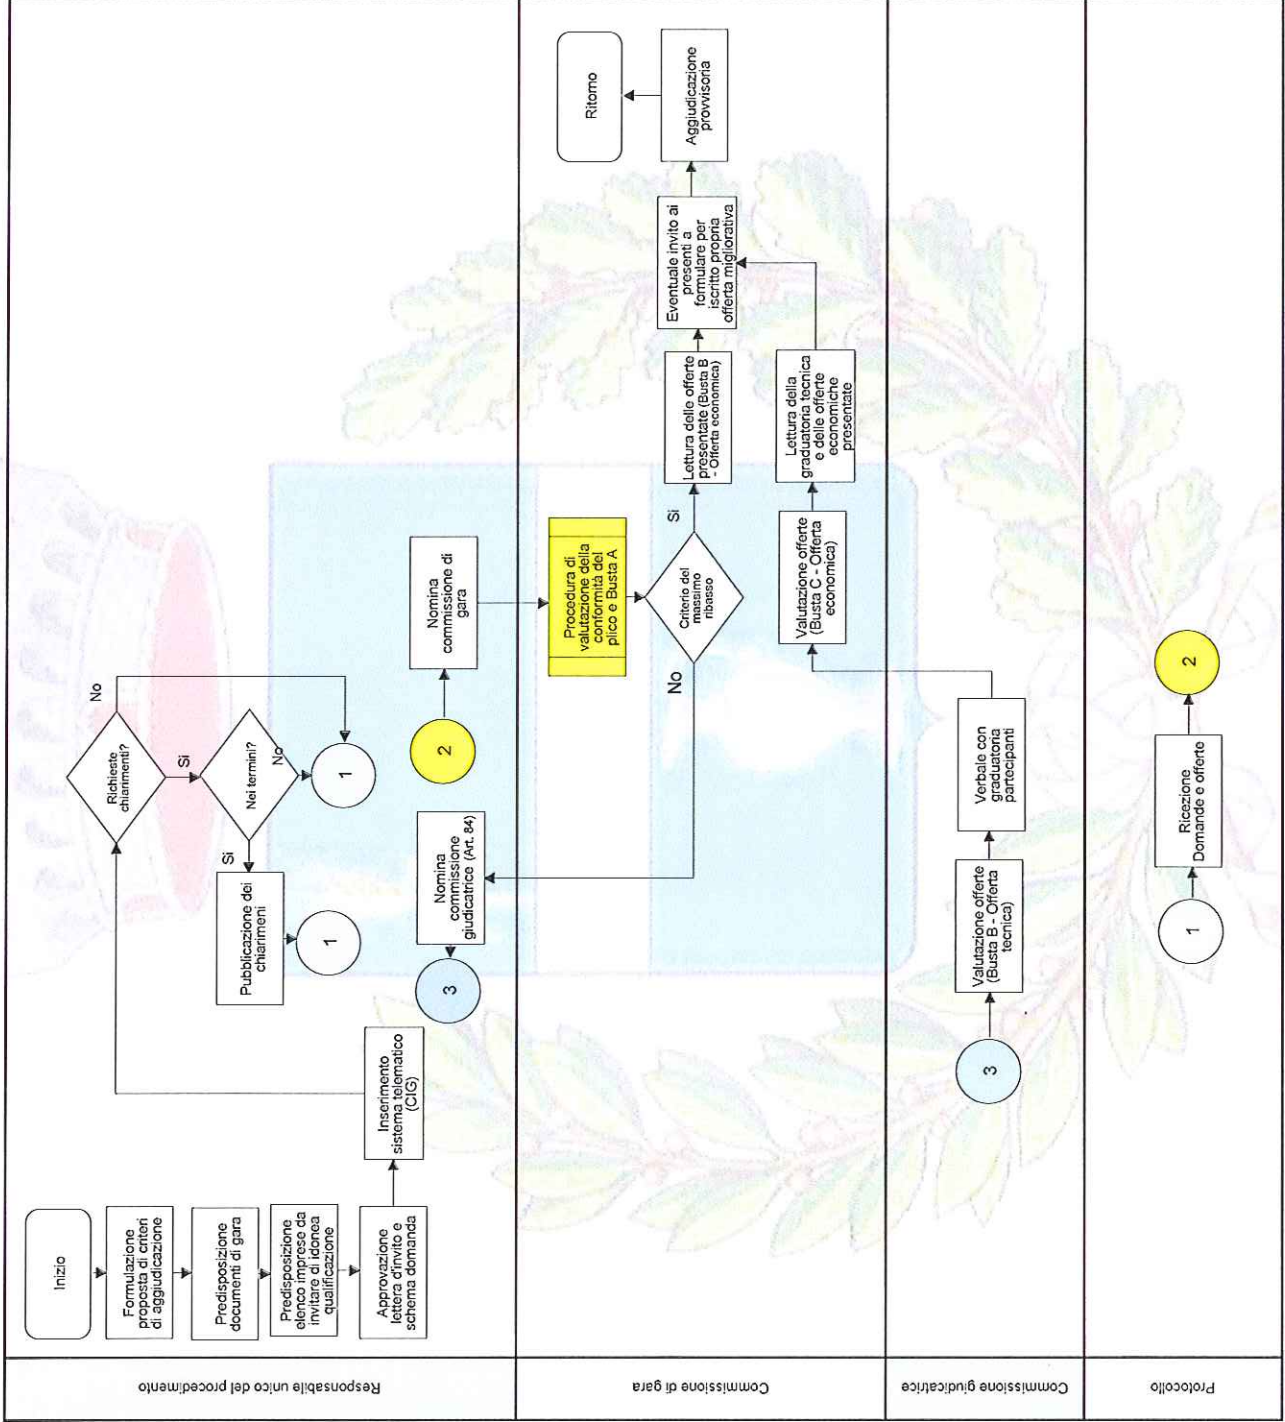 Responsabile unico del procedimento
Inizio
Formulazione
proposta di criteri
di aggiudicazione
Predisposizione
documenti di gara
Predisposizione
elenco imprese da
invitare di idonea
qualificazione
Approvazione
lettera d'invito e
schema domanda
Inserimento
sistema telematico
(CIG)
Richieste
chiarimenti?
No
Si
Nei termini?
No
Si
Pubblicazione dei
chiarimeni
1
1
2
Nomina
commissione di
gara
Nomina
commissione
giudicatrice (Art. 84)
3
Commissione di gara
Procedura di
valutazione della
conformità del
plico e Busta A
Criterio del
massimo
ribasso
No
Si
Lettura delle offerte
presentate (Busta B
- Offerta economica)
Eventuale invito ai
presenti a
formulare per
iscritto propria
offerta migliorativa
Aggiudicazione
provvisoria
Ritorno
Valutazione offerte
(Busta C - Offerta
economica)
Lettura della
graduatoria tecnica
e delle offerte
economiche
presentate
Commissione giudicatrice
3
Valutazione offerte
(Busta B - Offerta
tecnica)
Verbale con
graduatoria
partecipanti
Protocollo
1
Ricezione
Domande e offerte
2